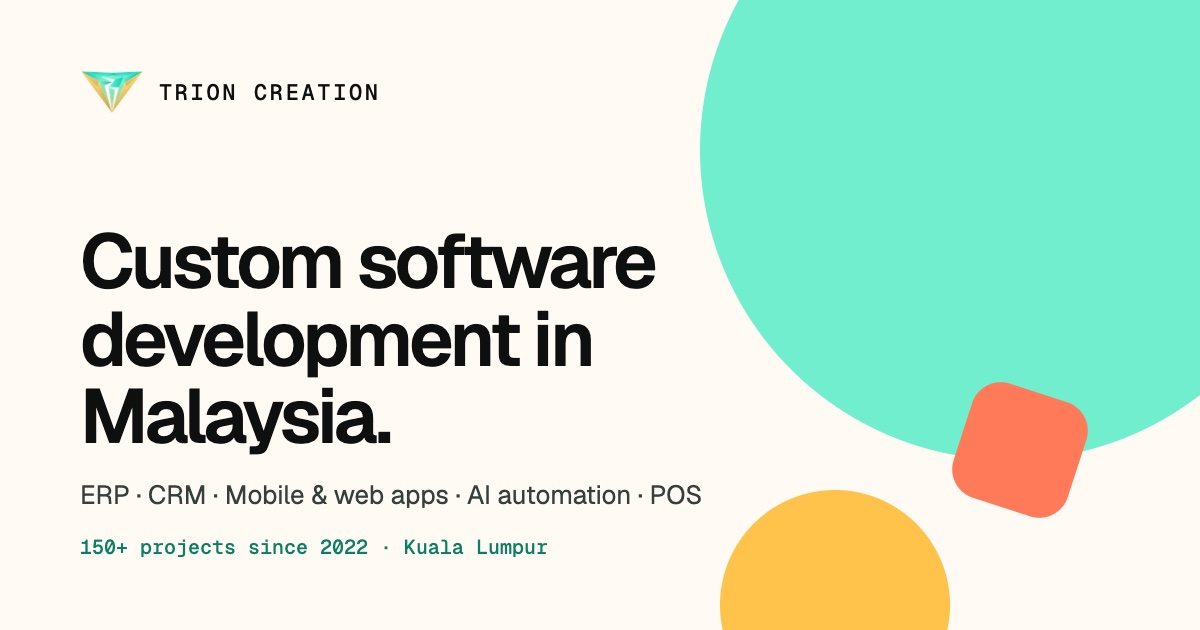 TRION CREATION
Custom software
development in
Malaysia.
ERP · CRM · Mobile & web apps · AI automation · POS
150+ projects since 2022 · Kuala Lumpur